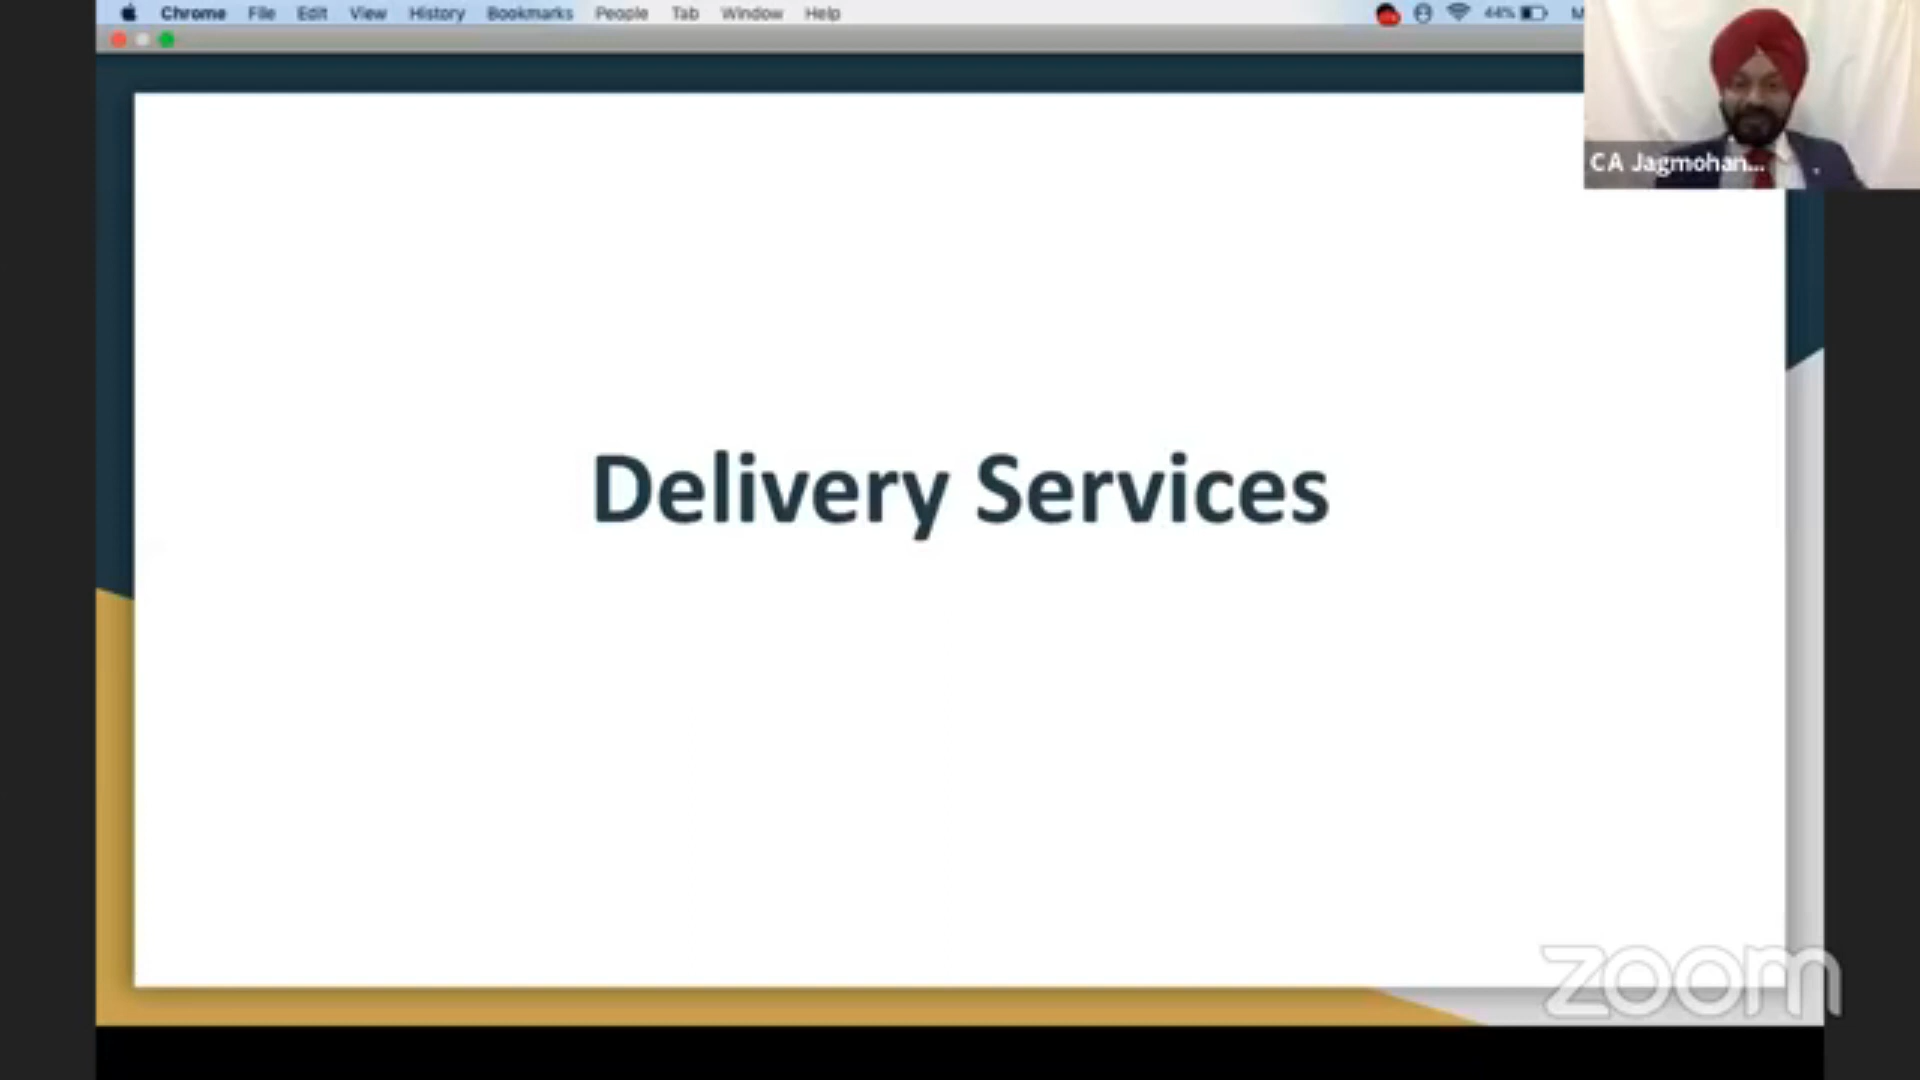 Chrome File Edit View History Bookmarks People Tab Window Help 44%
CA Jagmohan...
Delivery Services
zoom